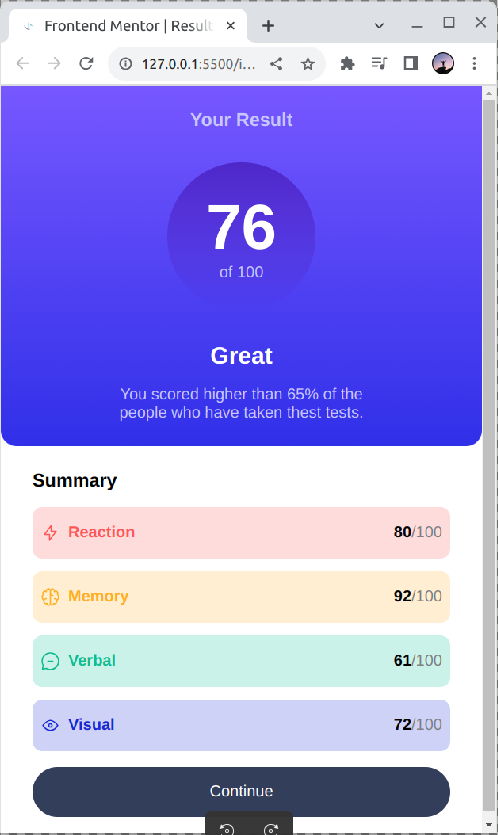 Frontend Mentor | Result
127.0.0.1:5500/i...
Your Result
76
of 100
Great
You scored higher than 65% of the
people who have taken thest tests.
Summary
Reaction 80/100
Memory 92/100
Verbal 61/100
Visual 72/100
Continue